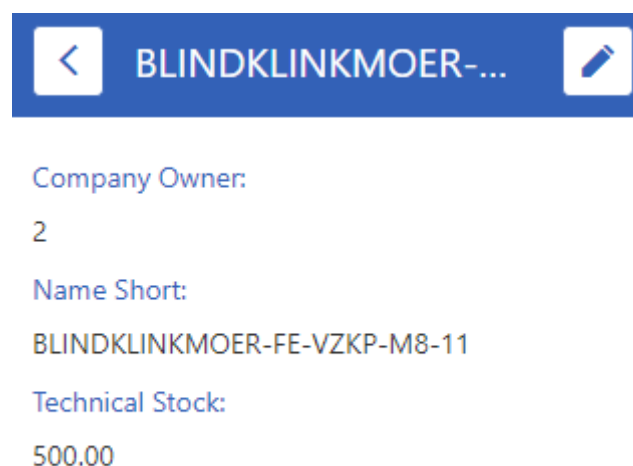 BLINDKLINKMOER-...
Company Owner:
2
Name Short:
BLINDKLINKMOER-FE-VZKP-M8-11
Technical Stock:
500.00